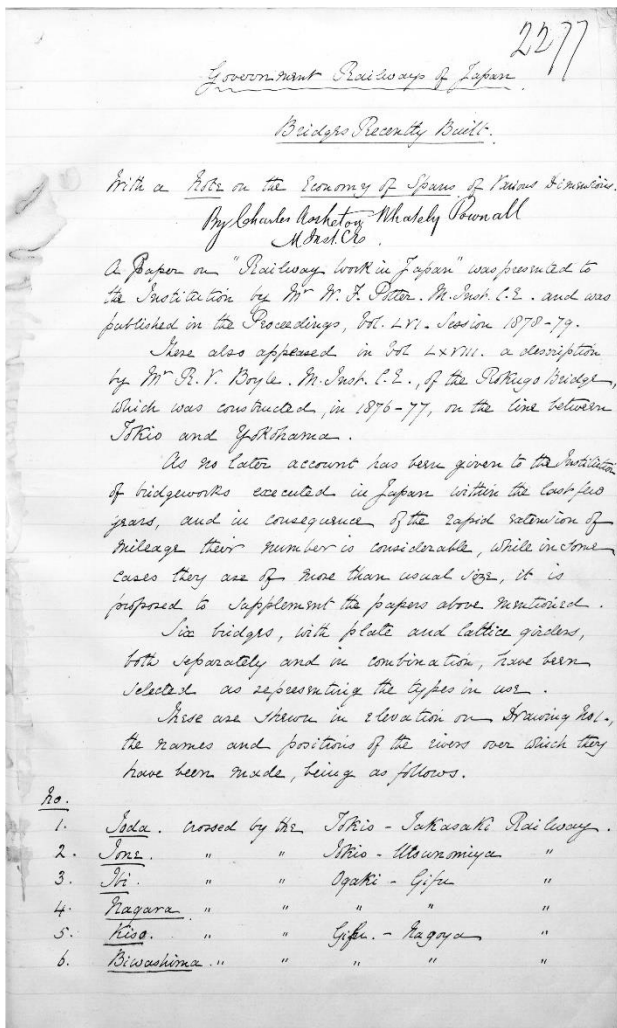 2277
Government Railways of Japan
Bridges Recently Built.
With a Note on the Economy of Spans of Various Dimensions.
By Charles Assheton Whately Pownall
M Inst. CE.
A Paper on "Railway Work in Japan" was presented to
the Institution by Mr W. F. Potter. M. Inst. C.E. and was
published in the Proceedings, Vol. LVI. Session 1878-79.
There also appeared in Vol LXVIII. a description
by Mr R. V. Boyle. M. Inst. C.E., of the Rokugo Bridge,
which was constructed, in 1876-77, on the line between
Tokio and Yokohama.
As no later account has been given to the Institution
of bridgeworks executed in Japan within the last few
years, and in consequence of the rapid extension of
mileage their number is considerable, while in some
cases they are of more than usual size, it is
proposed to supplement the papers above mentioned.
Six bridges, with plate and lattice girders,
both separately and in combination, have been
selected as representing the types in use.
These are shewn in elevation on Drawing No 1.,
the names and positions of the rivers over which they
have been made, being as follows.
No.
1. Toda. crossed by the Tokio - Takasaki Railway.
2. Tone. " " Tokio - Utsunomiya "
3. Ibi. " " Ogaki - Gifu "
4. Nagara " " " " "
5. Kiso. " " Gifu. - Nagoya "
6. Biwashima. " " " " "